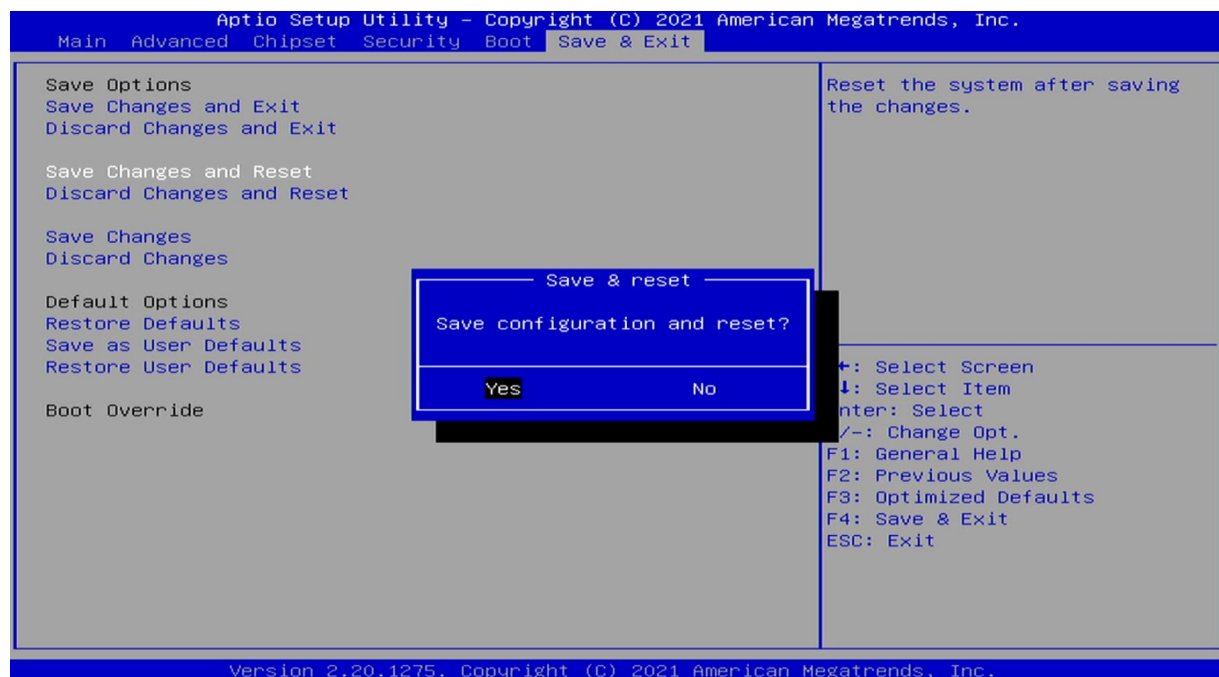 Aptio Setup Utility – Copyright (C) 2021 American Megatrends, Inc.
Main Advanced Chipset Security Boot Save & Exit
Save Options
Save Changes and Exit
Discard Changes and Exit
Save Changes and Reset
Discard Changes and Reset
Save Changes
Discard Changes
Default Options
Restore Defaults
Save as User Defaults
Restore User Defaults
Boot Override
Save & reset
Save configuration and reset?
Yes No
Reset the system after saving
the changes.
←: Select Screen
↓: Select Item
nter: Select
/-: Change Opt.
F1: General Help
F2: Previous Values
F3: Optimized Defaults
F4: Save & Exit
ESC: Exit
Version 2.20.1275. Copyright (C) 2021 American Megatrends, Inc.